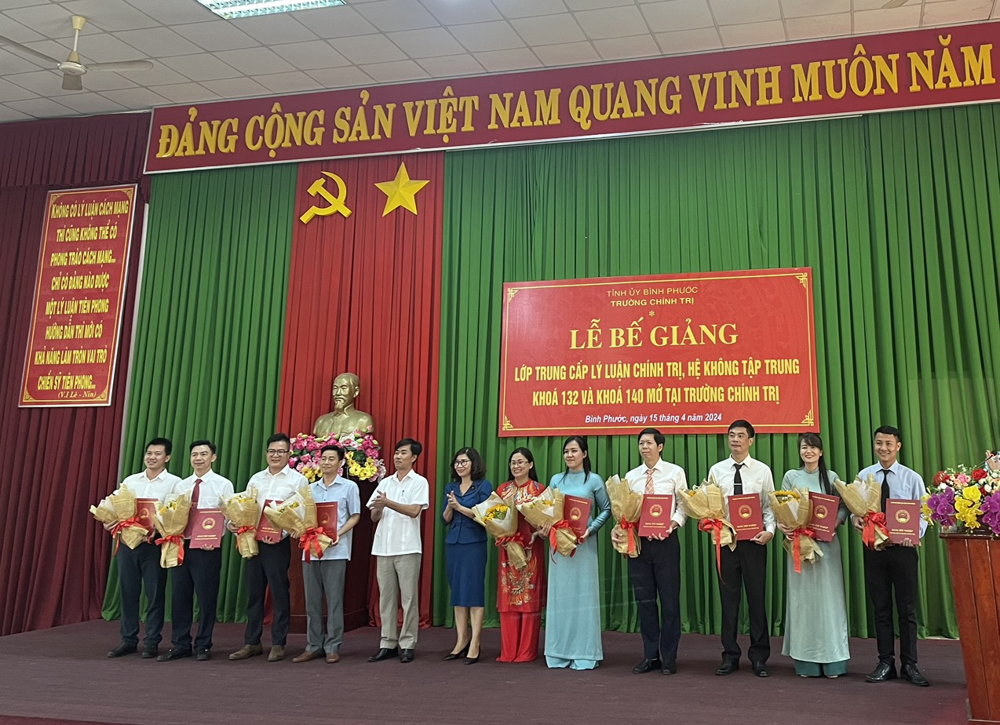 ĐẢNG CỘNG SẢN VIỆT NAM QUANG VINH MUÔN NĂM
KHÔNG CÓ LÝ LUẬN CÁCH MẠNG
THÌ CŨNG KHÔNG THỂ CÓ
PHONG TRÀO CÁCH MẠNG...
CHỈ CÓ ĐẢNG NÀO ĐƯỢC
MỘT LÝ LUẬN TIỀN PHONG
HƯỚNG DẪN THÌ MỚI CÓ
KHẢ NĂNG LÀM TRÒN VAI TRÒ
CHIẾN SỸ TIỀN PHONG...
(V.I Lê - Nin)
TỈNH ỦY BÌNH PHƯỚC
TRƯỜNG CHÍNH TRỊ
*
LỄ BẾ GIẢNG
LỚP TRUNG CẤP LÝ LUẬN CHÍNH TRỊ, HỆ KHÔNG TẬP TRUNG
KHOÁ 132 VÀ KHOÁ 140 MỞ TẠI TRƯỜNG CHÍNH TRỊ
Bình Phước, ngày 15 tháng 4 năm 2024